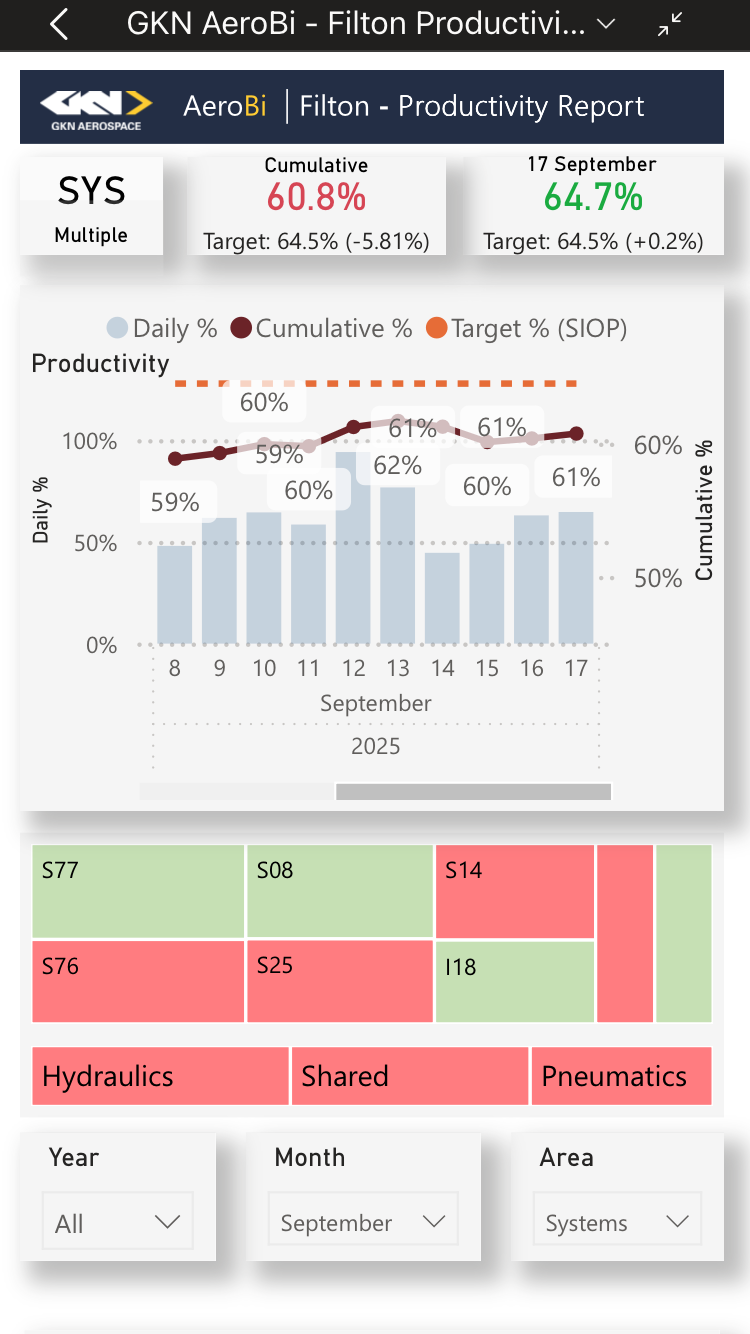 GKN AeroBi - Filton Productivi...
GKN AEROSPACE
AeroBi | Filton - Productivity Report
SYS
Multiple
Cumulative
60.8%
Target: 64.5% (-5.81%)
17 September
64.7%
Target: 64.5% (+0.2%)
Daily % Cumulative % Target % (SIOP)
Productivity
60%
61% 61%
59%
62%
60%
60%
61%
59%
100%
50%
0%
Daily %
60%
50%
Cumulative %
8 9 10 11 12 13 14 15 16 17
September
2025
S77 S08 S14
S76 S25 I18
Hydraulics Shared Pneumatics
Year Month Area
All September Systems